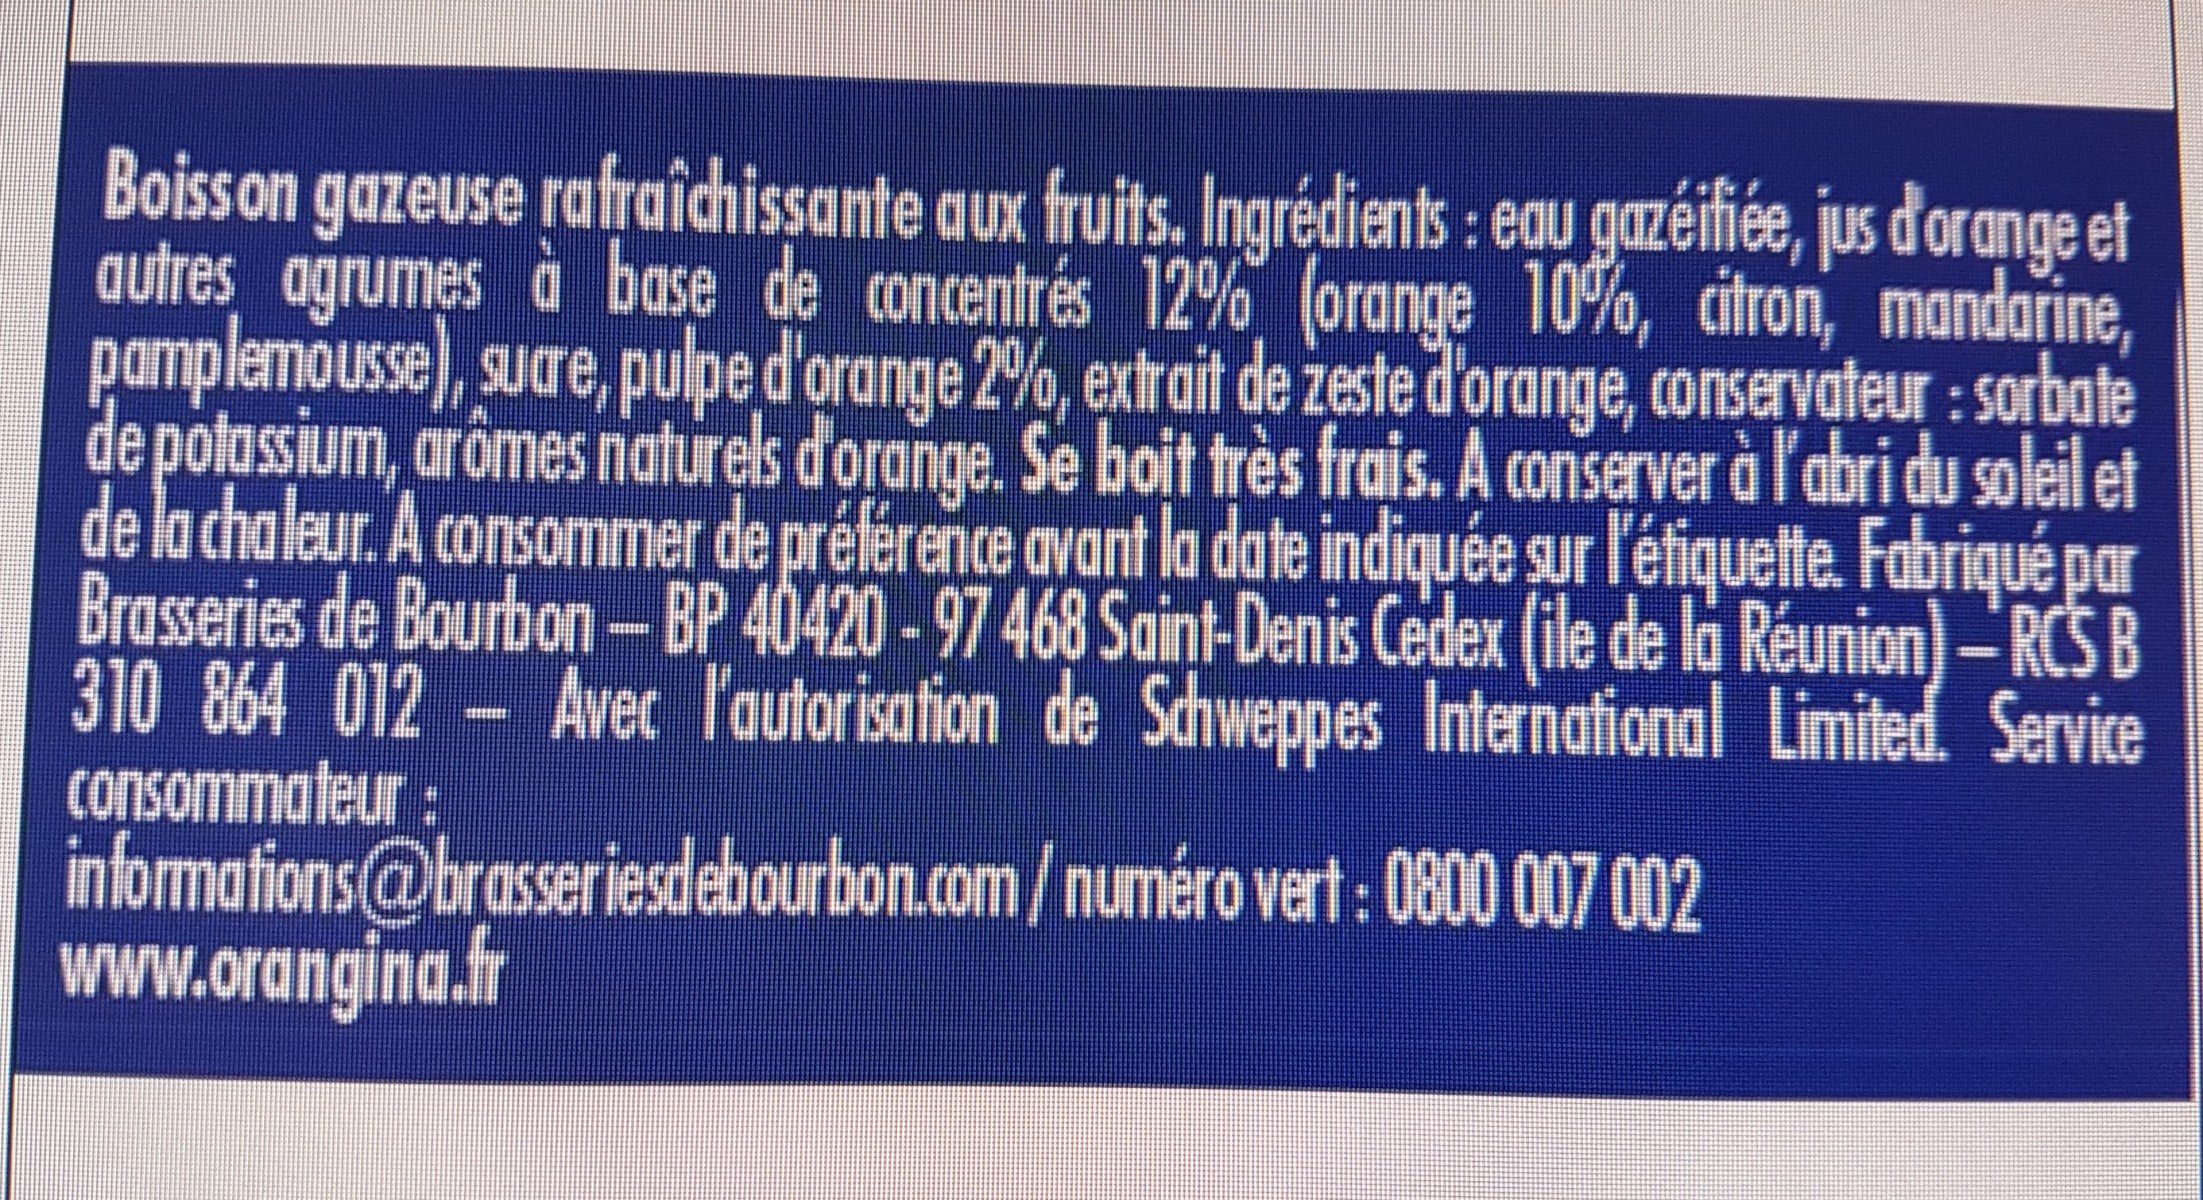 Boisson gazeuse rafraîchissante aux fruits. Ingrédients : eau gazéifiée, jus d'orange et
autres agrumes à base de concentrés 12% (orange 10%, citron, mandarine,
pamplemousse), sucre, pulpe d'orange 2%, extrait de zeste d'orange, conservateur : sorbate
de potassium, arômes naturels d'orange. Se boit très frais. A conserver à l'abri du soleil et
de la chaleur. A consommer de préférence avant la date indiquée sur l'étiquette. Fabriqué par
Brasseries de Bourbon – BP 40420 - 97 468 Saint-Denis Cedex (ile de la Réunion) – RCS B
310 864 012 – Avec l'autorisation de Schweppes International Limited. Service
consommateur :
informations@brasseriesdebourbon.com / numéro vert : 0800 007 002
www.orangina.fr